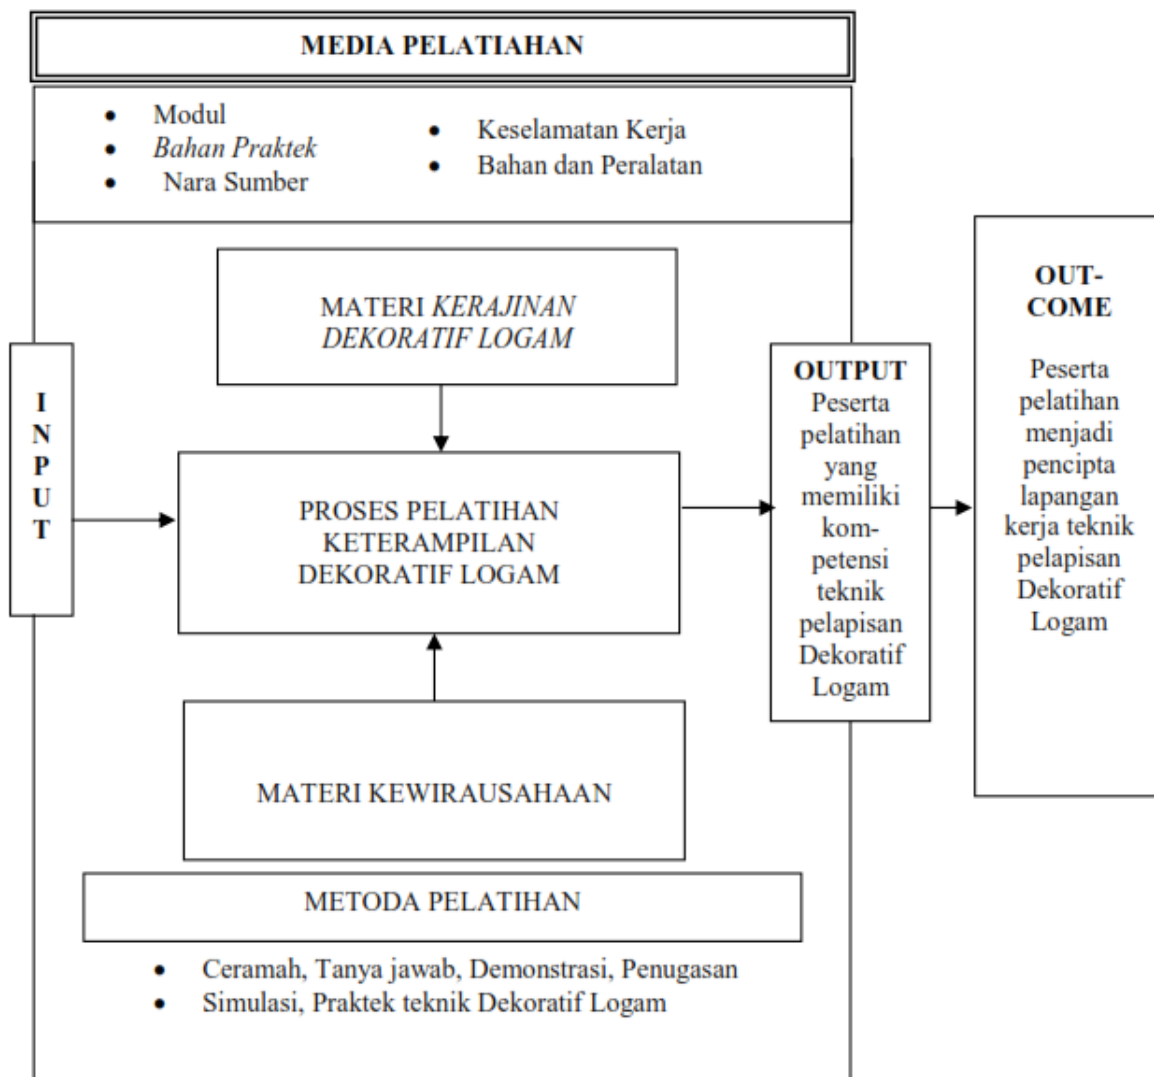 MEDIA PELATIAHAN
• Modul
• Bahan Praktek
• Nara Sumber
• Keselamatan Kerja
• Bahan dan Peralatan
MATERI KERAJINAN
DEKORATIF LOGAM
I
N
P
U
T
PROSES PELATIHAN
KETERAMPILAN
DEKORATIF LOGAM
MATERI KEWIRAUSAHAAN
METODA PELATIHAN
• Ceramah, Tanya jawab, Demonstrasi, Penugasan
• Simulasi, Praktek teknik Dekoratif Logam
OUTPUT
Peserta
pelatihan
yang
memiliki
kom-
petensi
teknik
pelapisan
Dekoratif
Logam
OUT-
COME
Peserta
pelatihan
menjadi
pencipta
lapangan
kerja teknik
pelapisan
Dekoratif
Logam